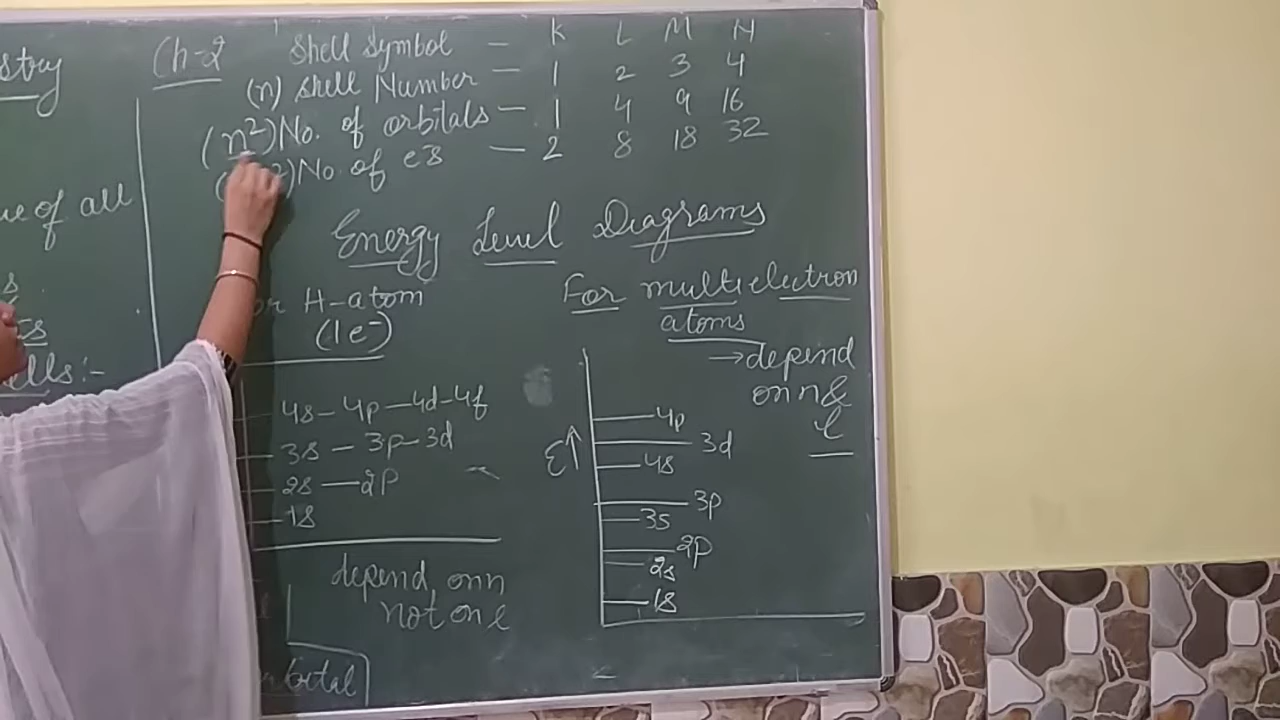 Ch-2 Shell Symbol — K L M N
(n) Shell Number — 1 2 3 4
(n²) No. of orbitals — 1 4 9 16
²) No. of e⁻s — 2 8 18 32
ue of all
s
ells:-
Energy Level Diagrams
H-atom
(1e⁻)
4s-4p-4d-4f
3s-3p-3d
2s-2p
1s
depend on n
not on l
For multielectron
atoms
→depend
on n &
l
E↑
4p
3d
4s
3p
3s
2p
2s
1s